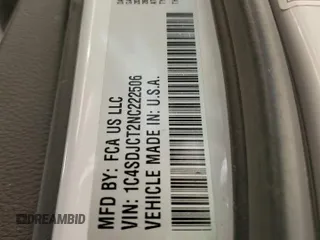 MFD BY: FCA US LLC
VIN: 1C4SDJCT2NC222506
VEHICLE MADE IN: U.S.A.
DREAMBID